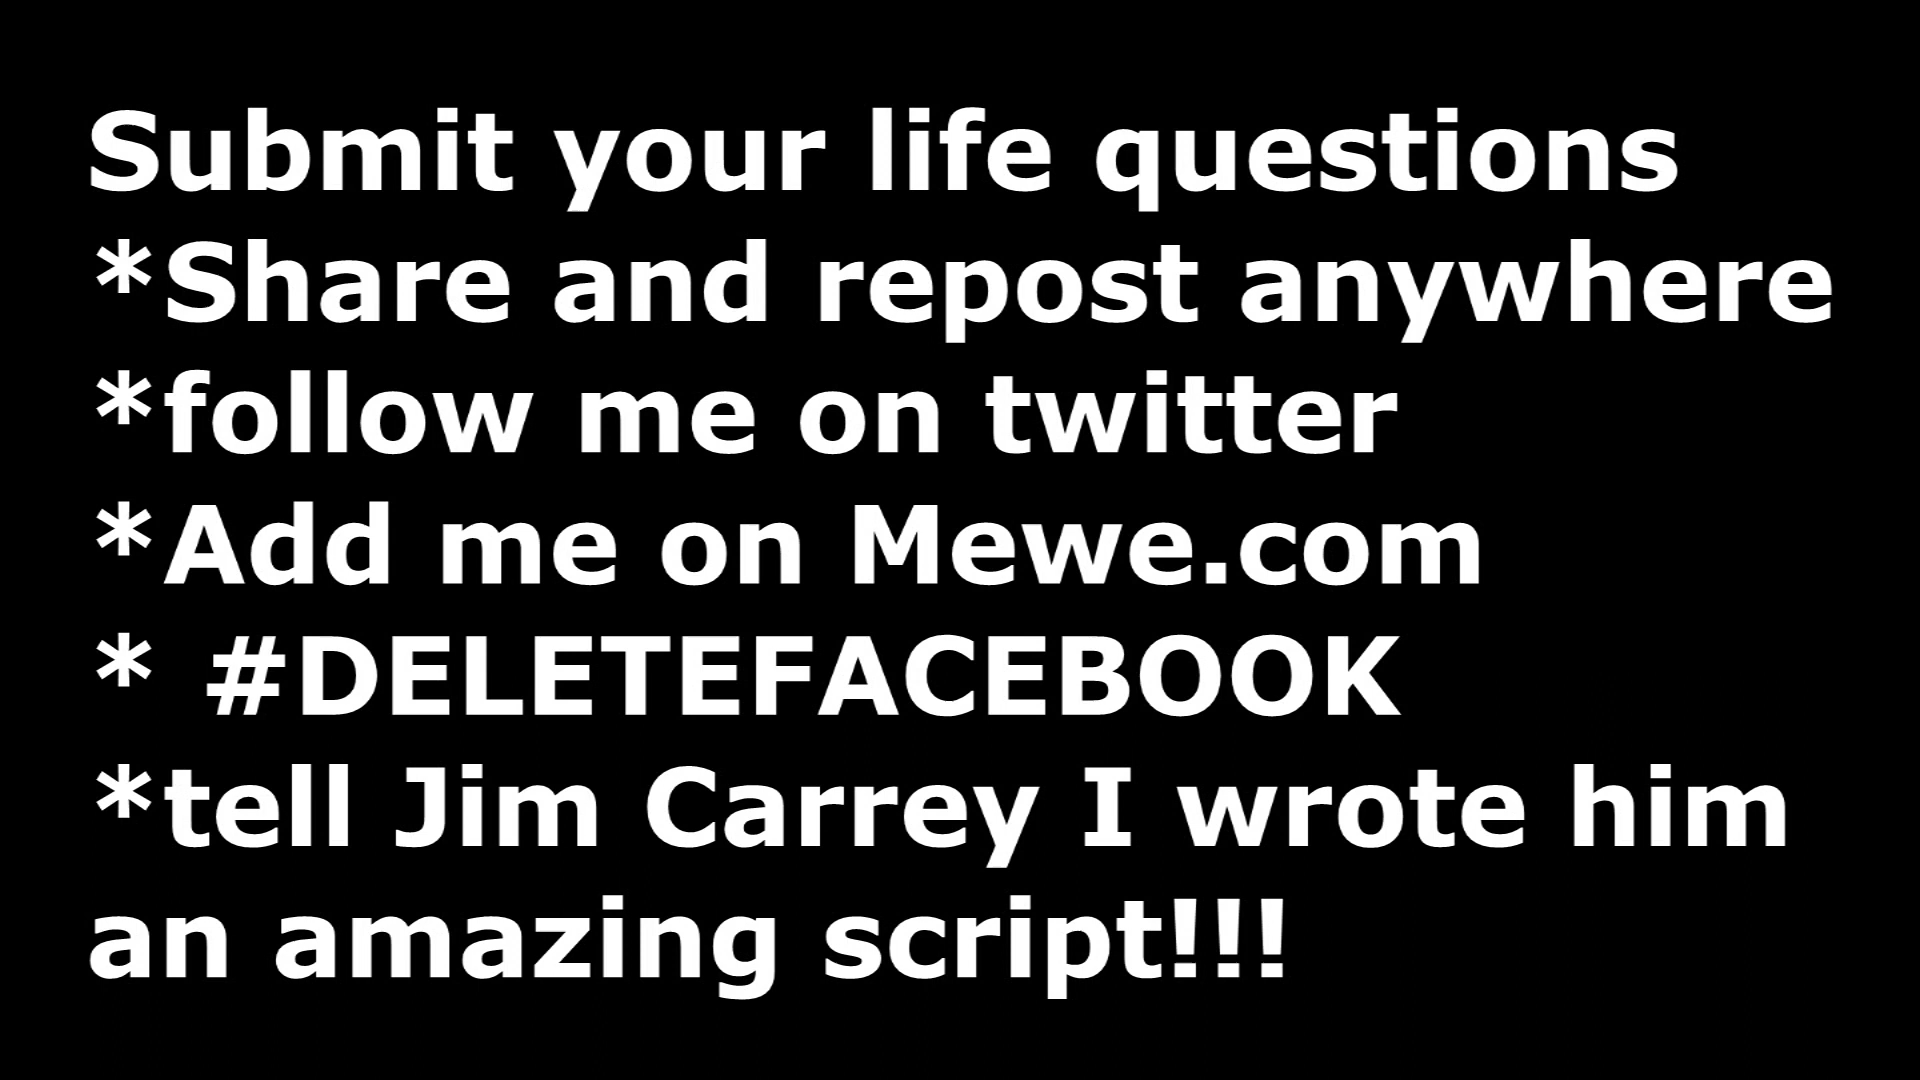 Submit your life questions
*Share and repost anywhere
*follow me on twitter
*Add me on Mewe.com
* #DELETEFACEBOOK
*tell Jim Carrey I wrote him
an amazing script!!!